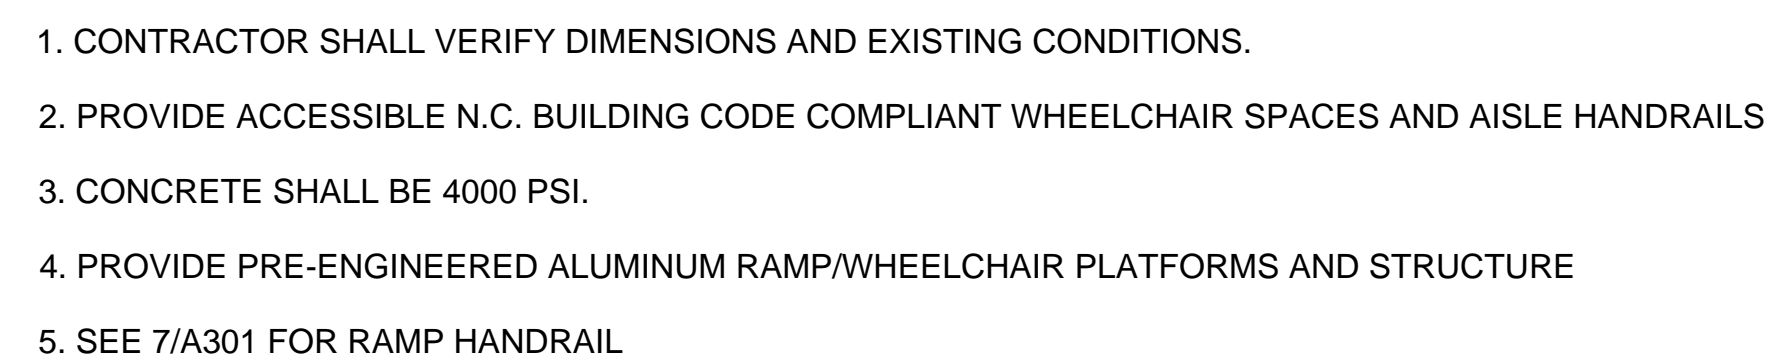 1. CONTRACTOR SHALL VERIFY DIMENSIONS AND EXISTING CONDITIONS.
2. PROVIDE ACCESSIBLE N.C. BUILDING CODE COMPLIANT WHEELCHAIR SPACES AND AISLE HANDRAILS
3. CONCRETE SHALL BE 4000 PSI.
4. PROVIDE PRE-ENGINEERED ALUMINUM RAMP/WHEELCHAIR PLATFORMS AND STRUCTURE
5. SEE 7/A301 FOR RAMP HANDRAIL